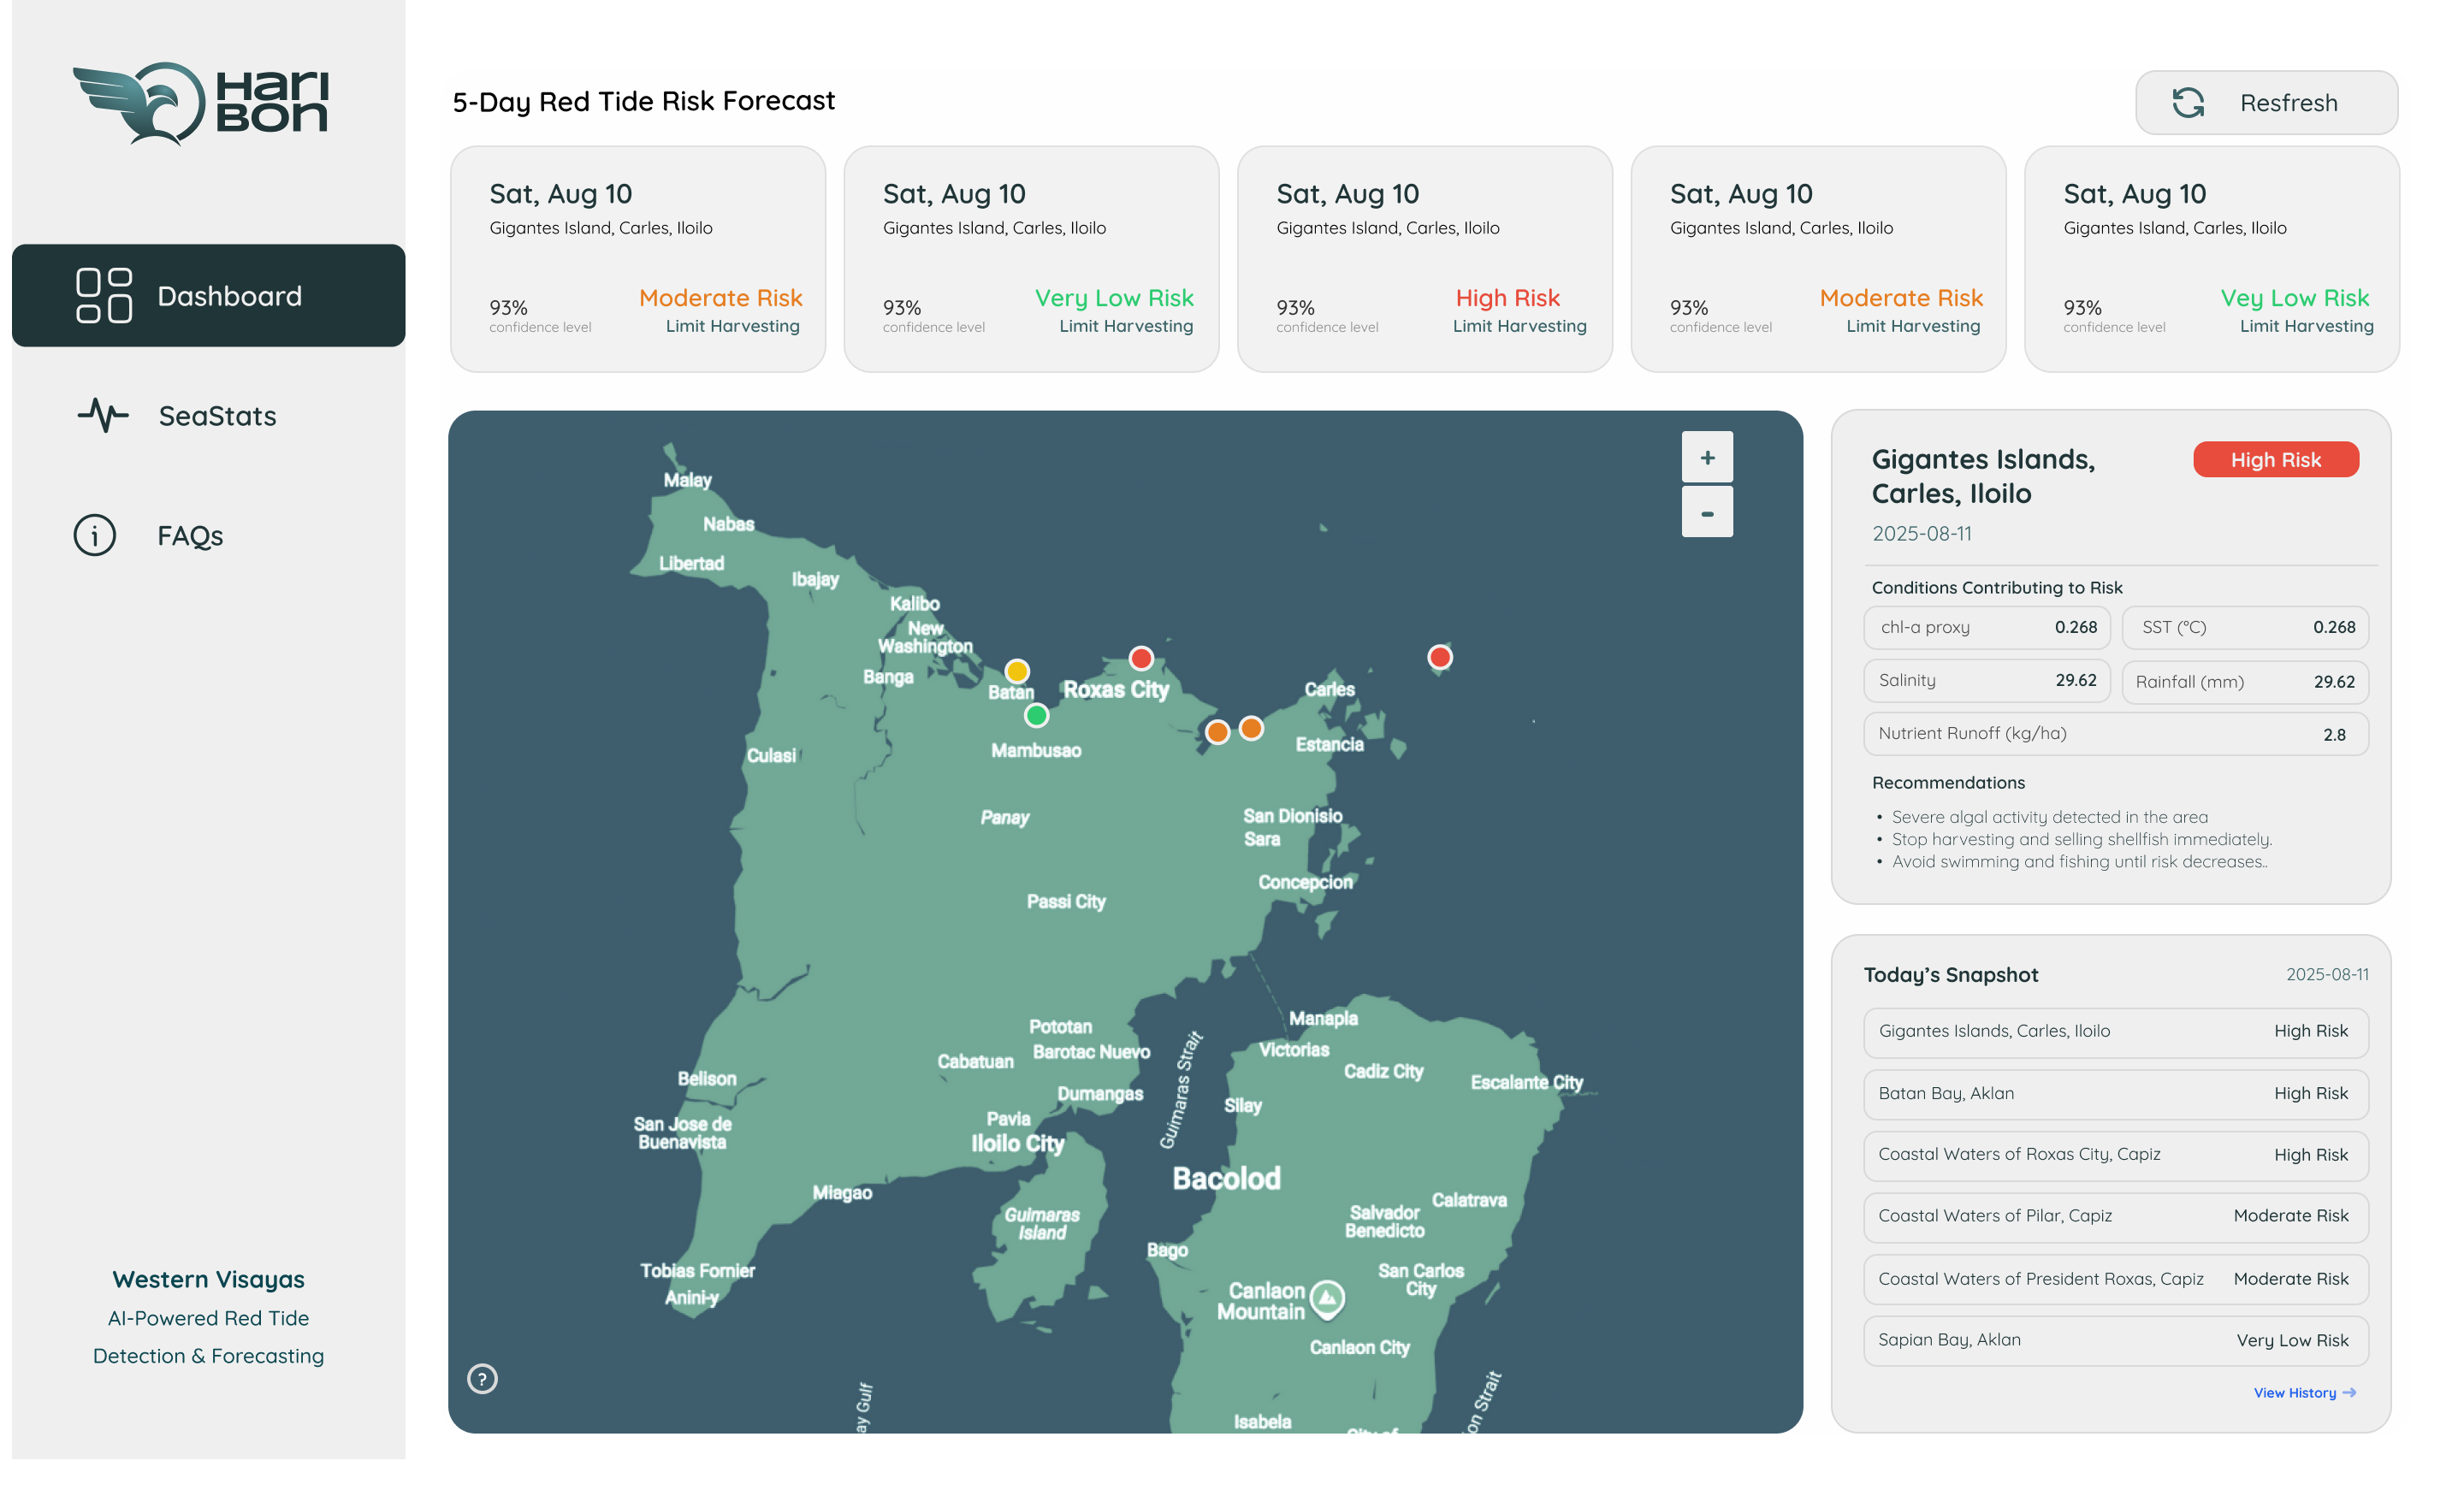 Hari
Bon
Dashboard
SeaStats
FAQs
Western Visayas
AI-Powered Red Tide
Detection & Forecasting
5-Day Red Tide Risk Forecast
Resfresh
Sat, Aug 10
Gigantes Island, Carles, Iloilo
93%
confidence level
Moderate Risk
Limit Harvesting
Sat, Aug 10
Gigantes Island, Carles, Iloilo
93%
confidence level
Very Low Risk
Limit Harvesting
Sat, Aug 10
Gigantes Island, Carles, Iloilo
93%
confidence level
High Risk
Limit Harvesting
Sat, Aug 10
Gigantes Island, Carles, Iloilo
93%
confidence level
Moderate Risk
Limit Harvesting
Sat, Aug 10
Gigantes Island, Carles, Iloilo
93%
confidence level
Vey Low Risk
Limit Harvesting
+
-
Malay
Nabas
Libertad
Ibajay
Kalibo
New
Washington
Banga
Batan
Roxas City
Carles
Estancia
Mambusao
Culasi
Panay
San Dionisio
Sara
Concepcion
Passi City
Manapla
Pototan
Barotac Nuevo
Victorias
Cabatuan
Cadiz City
Belison
Escalante City
Dumangas
Guimaras Strait
Silay
Pavia
San Jose de
Buenavista
Iloilo City
Bacolod
Miagao
Calatrava
Salvador
Benedicto
Guimaras
Island
Bago
Tobias Fornier
San Carlos
City
Anini-y
Canlaon
Mountain
Canlaon City
?
ay Gulf
on Strait
Isabela
City of
Gigantes Islands,
Carles, Iloilo
High Risk
2025-08-11
Conditions Contributing to Risk
chl-a proxy 0.268
SST (°C) 0.268
Salinity 29.62
Rainfall (mm) 29.62
Nutrient Runoff (kg/ha) 2.8
Recommendations
• Severe algal activity detected in the area
• Stop harvesting and selling shellfish immediately.
• Avoid swimming and fishing until risk decreases..
Today's Snapshot 2025-08-11
Gigantes Islands, Carles, Iloilo High Risk
Batan Bay, Aklan High Risk
Coastal Waters of Roxas City, Capiz High Risk
Coastal Waters of Pilar, Capiz Moderate Risk
Coastal Waters of President Roxas, Capiz Moderate Risk
Sapian Bay, Aklan Very Low Risk
View History →